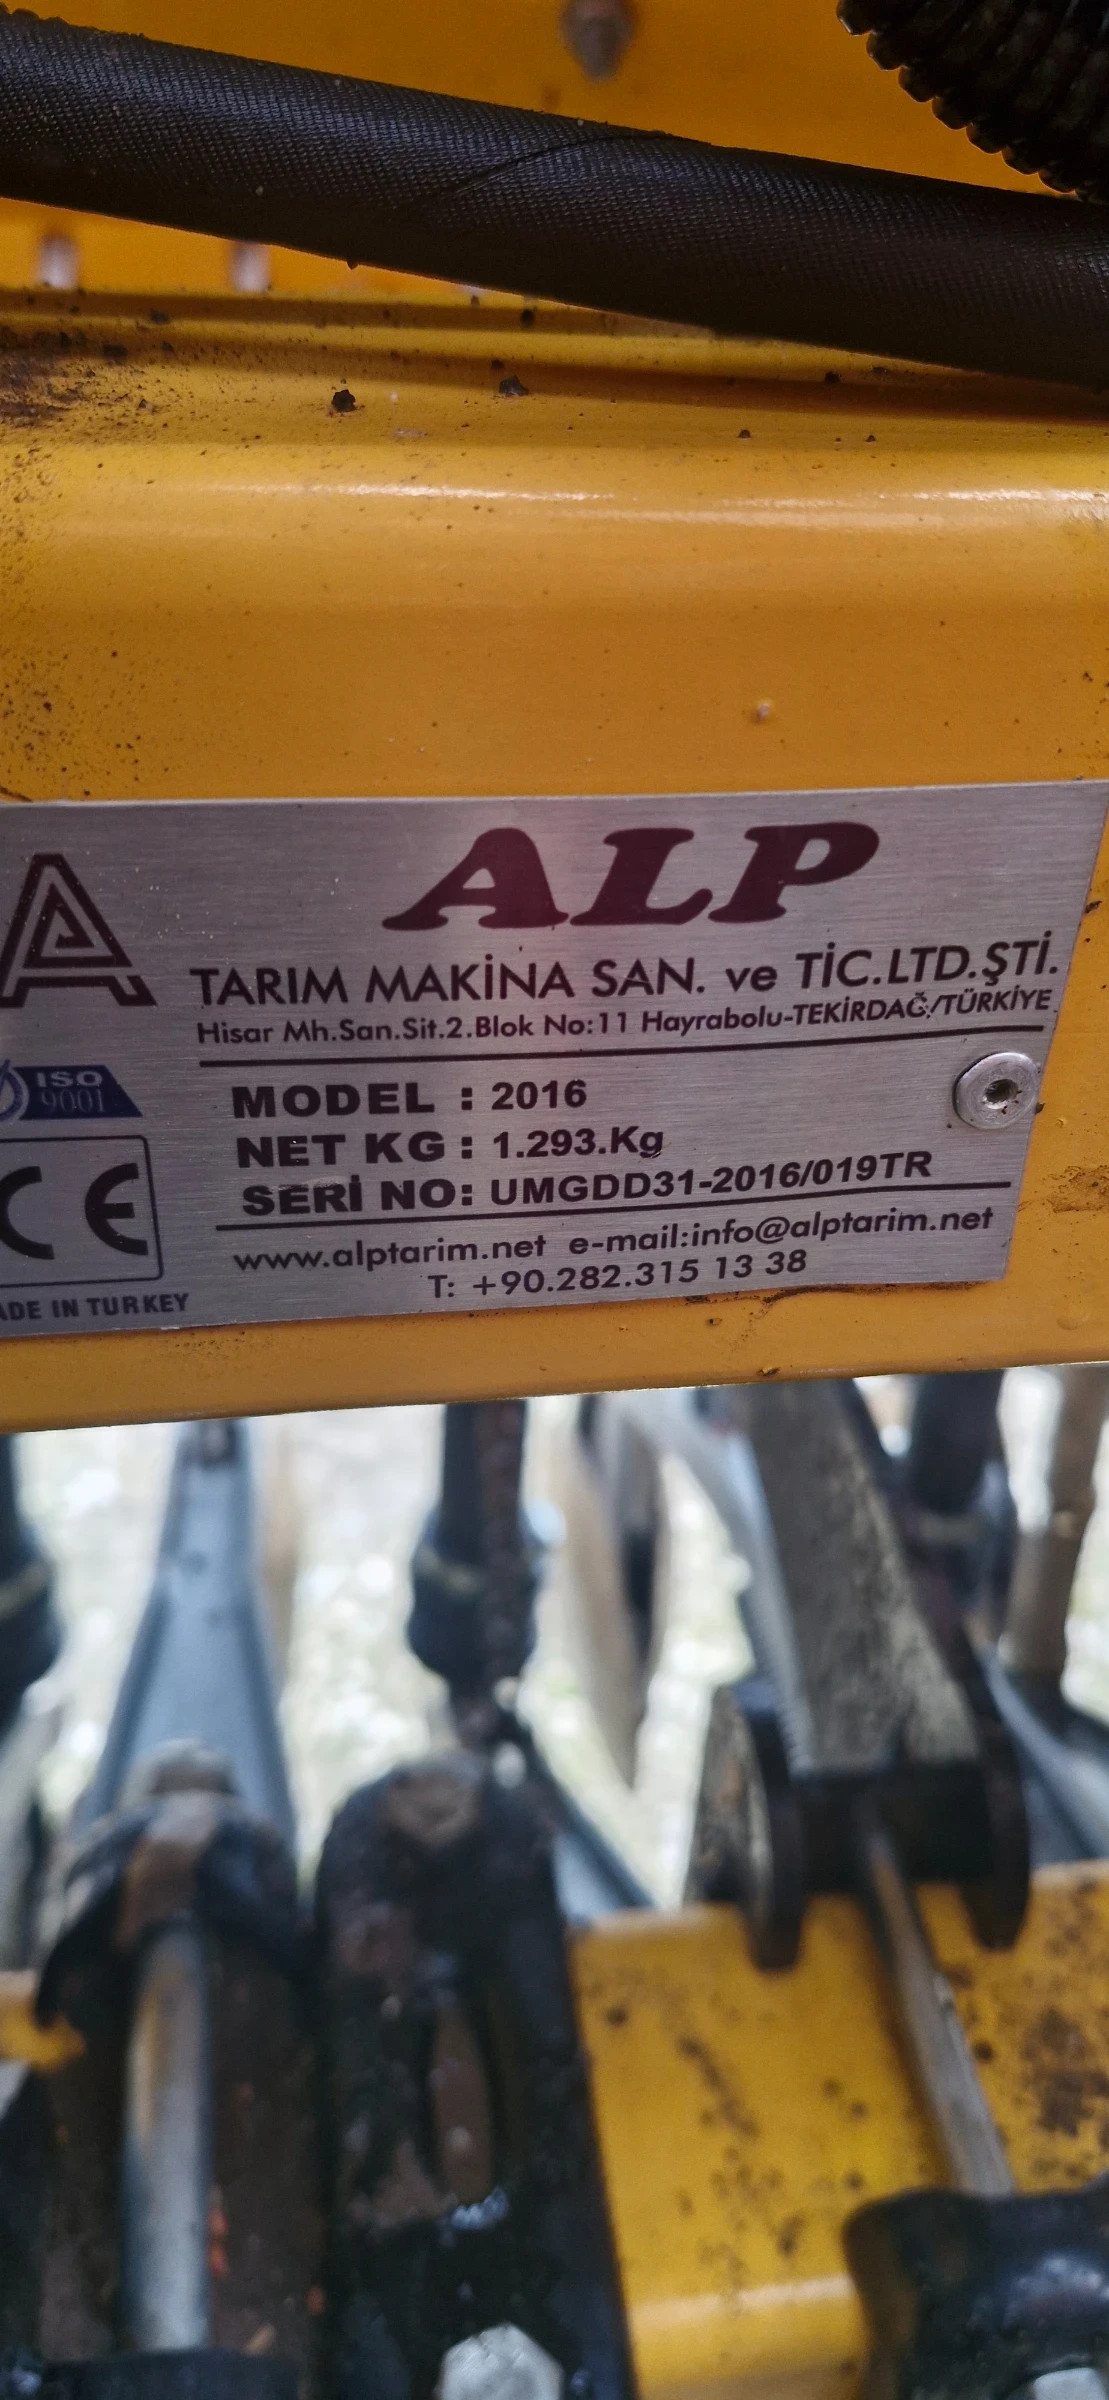 ALP
TARIM MAKİNA SAN. ve TİC.LTD.ŞTİ.
Hisar Mh.San.Sit.2.Blok No:11 Hayrabolu-TEKİRDAĞ/TÜRKİYE
ISO
9001
MODEL : 2016
NET KG : 1.293.Kg
SERİ NO: UMGDD31-2016/019TR
CE
www.alptarim.net e-mail:info@alptarim.net
T: +90.282.315 13 38
ADE IN TURKEY